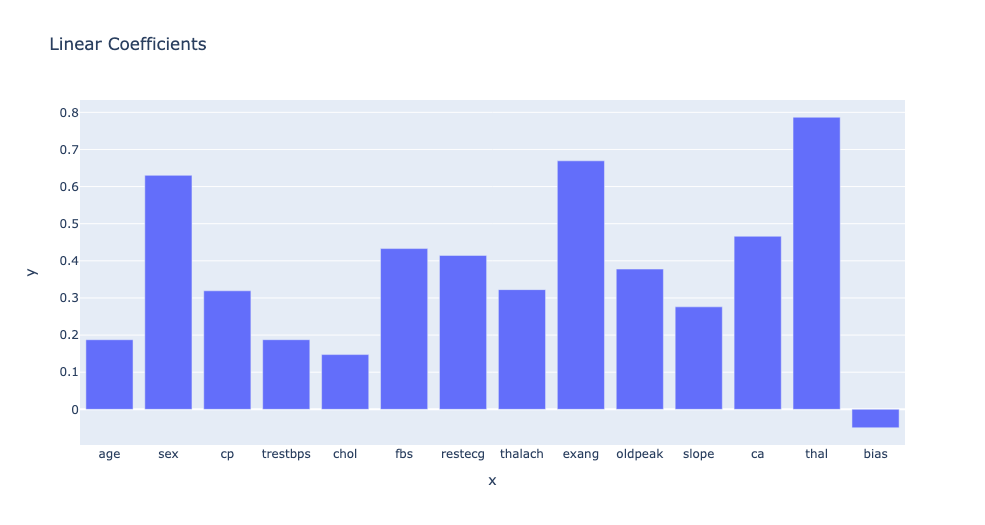 Linear Coefficients
0.8
0.7
0.6
0.5
0.4
0.3
0.2
0.1
0
y
age sex cp trestbps chol fbs restecg thalach exang oldpeak slope ca thal bias
x